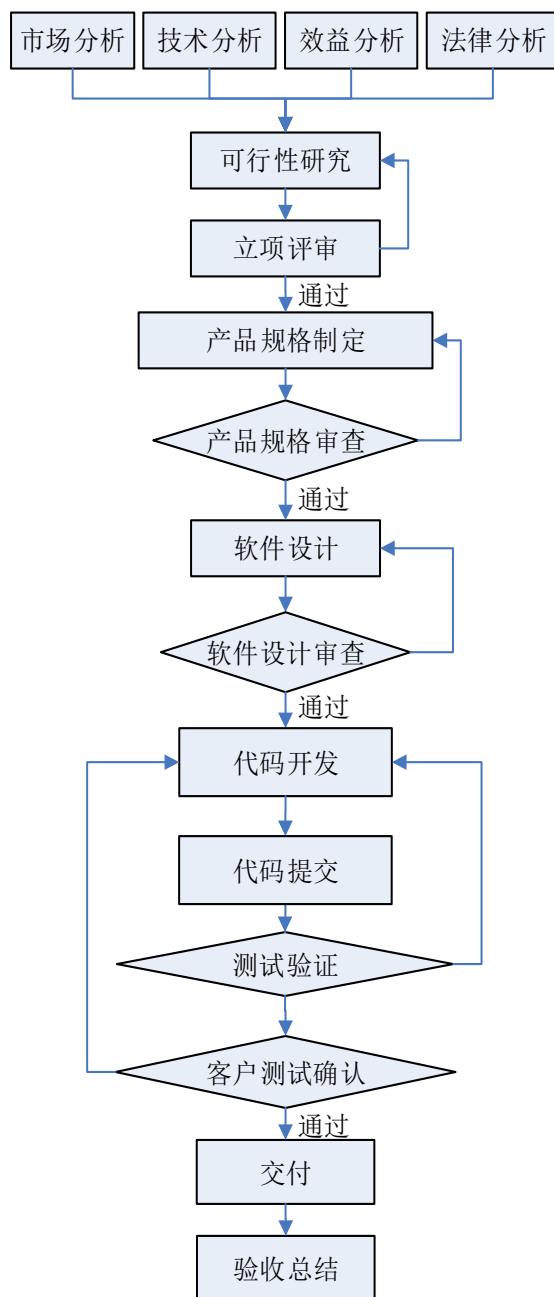 市场分析
技术分析
效益分析
法律分析
可行性研究
立项评审
通过
产品规格制定
产品规格审查
通过
软件设计
软件设计审查
通过
代码开发
代码提交
测试验证
客户测试确认
通过
交付
验收总结